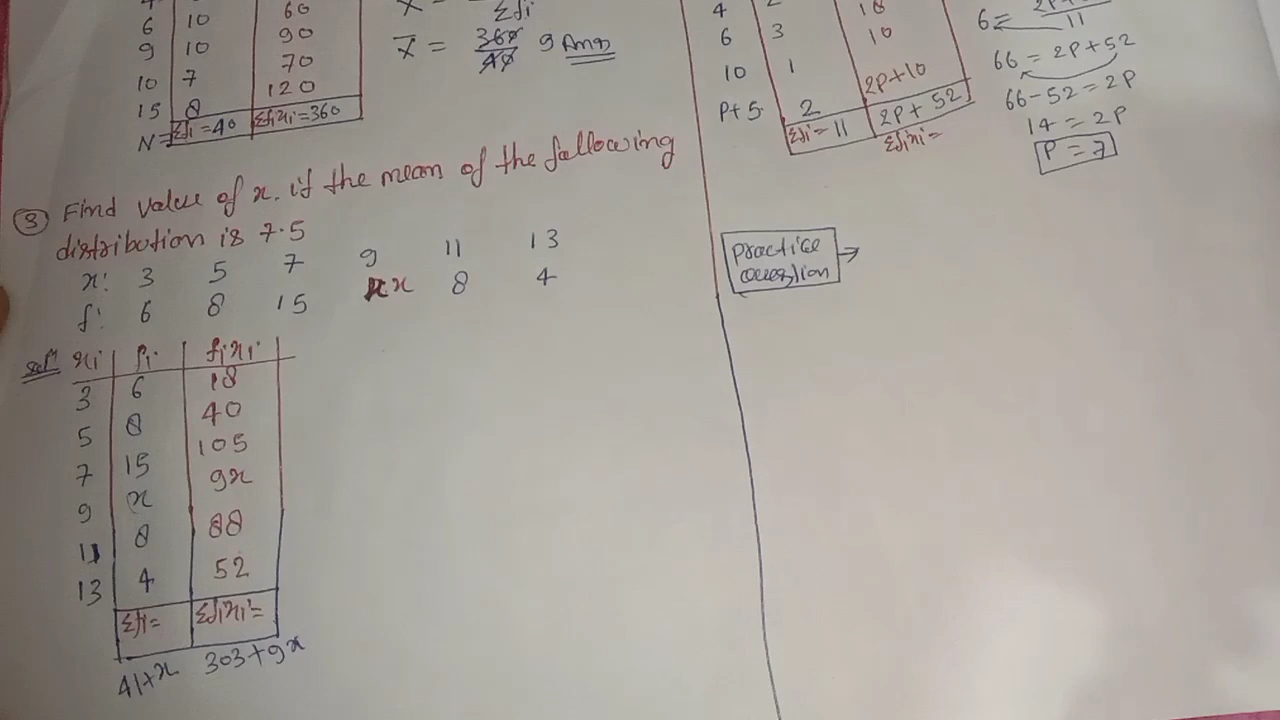 6 10 60
9 10 90
10 7 70
15 8 120
N= Σfi=40 Σfixi=360
Σfi
x̄ = 360/40 9 Ans
4
6 3 18
10 1 10
P+5 2 2P+10
Σfi=11 2P+52
Σfixi=
6= 11
66 = 2P+52
66-52=2P
14=2P
P=7
③ Find value of x. if the mean of the following
distribution is 7.5
x: 3 5 7 9 11 13
f: 6 8 15 x 8 4
Solⁿ xi fi fixi
3 6 18
5 8 40
7 15 105
9 x 9x
11 8 88
13 4 52
Σfi= Σfixi=
41+x 303+9x
practice
question →